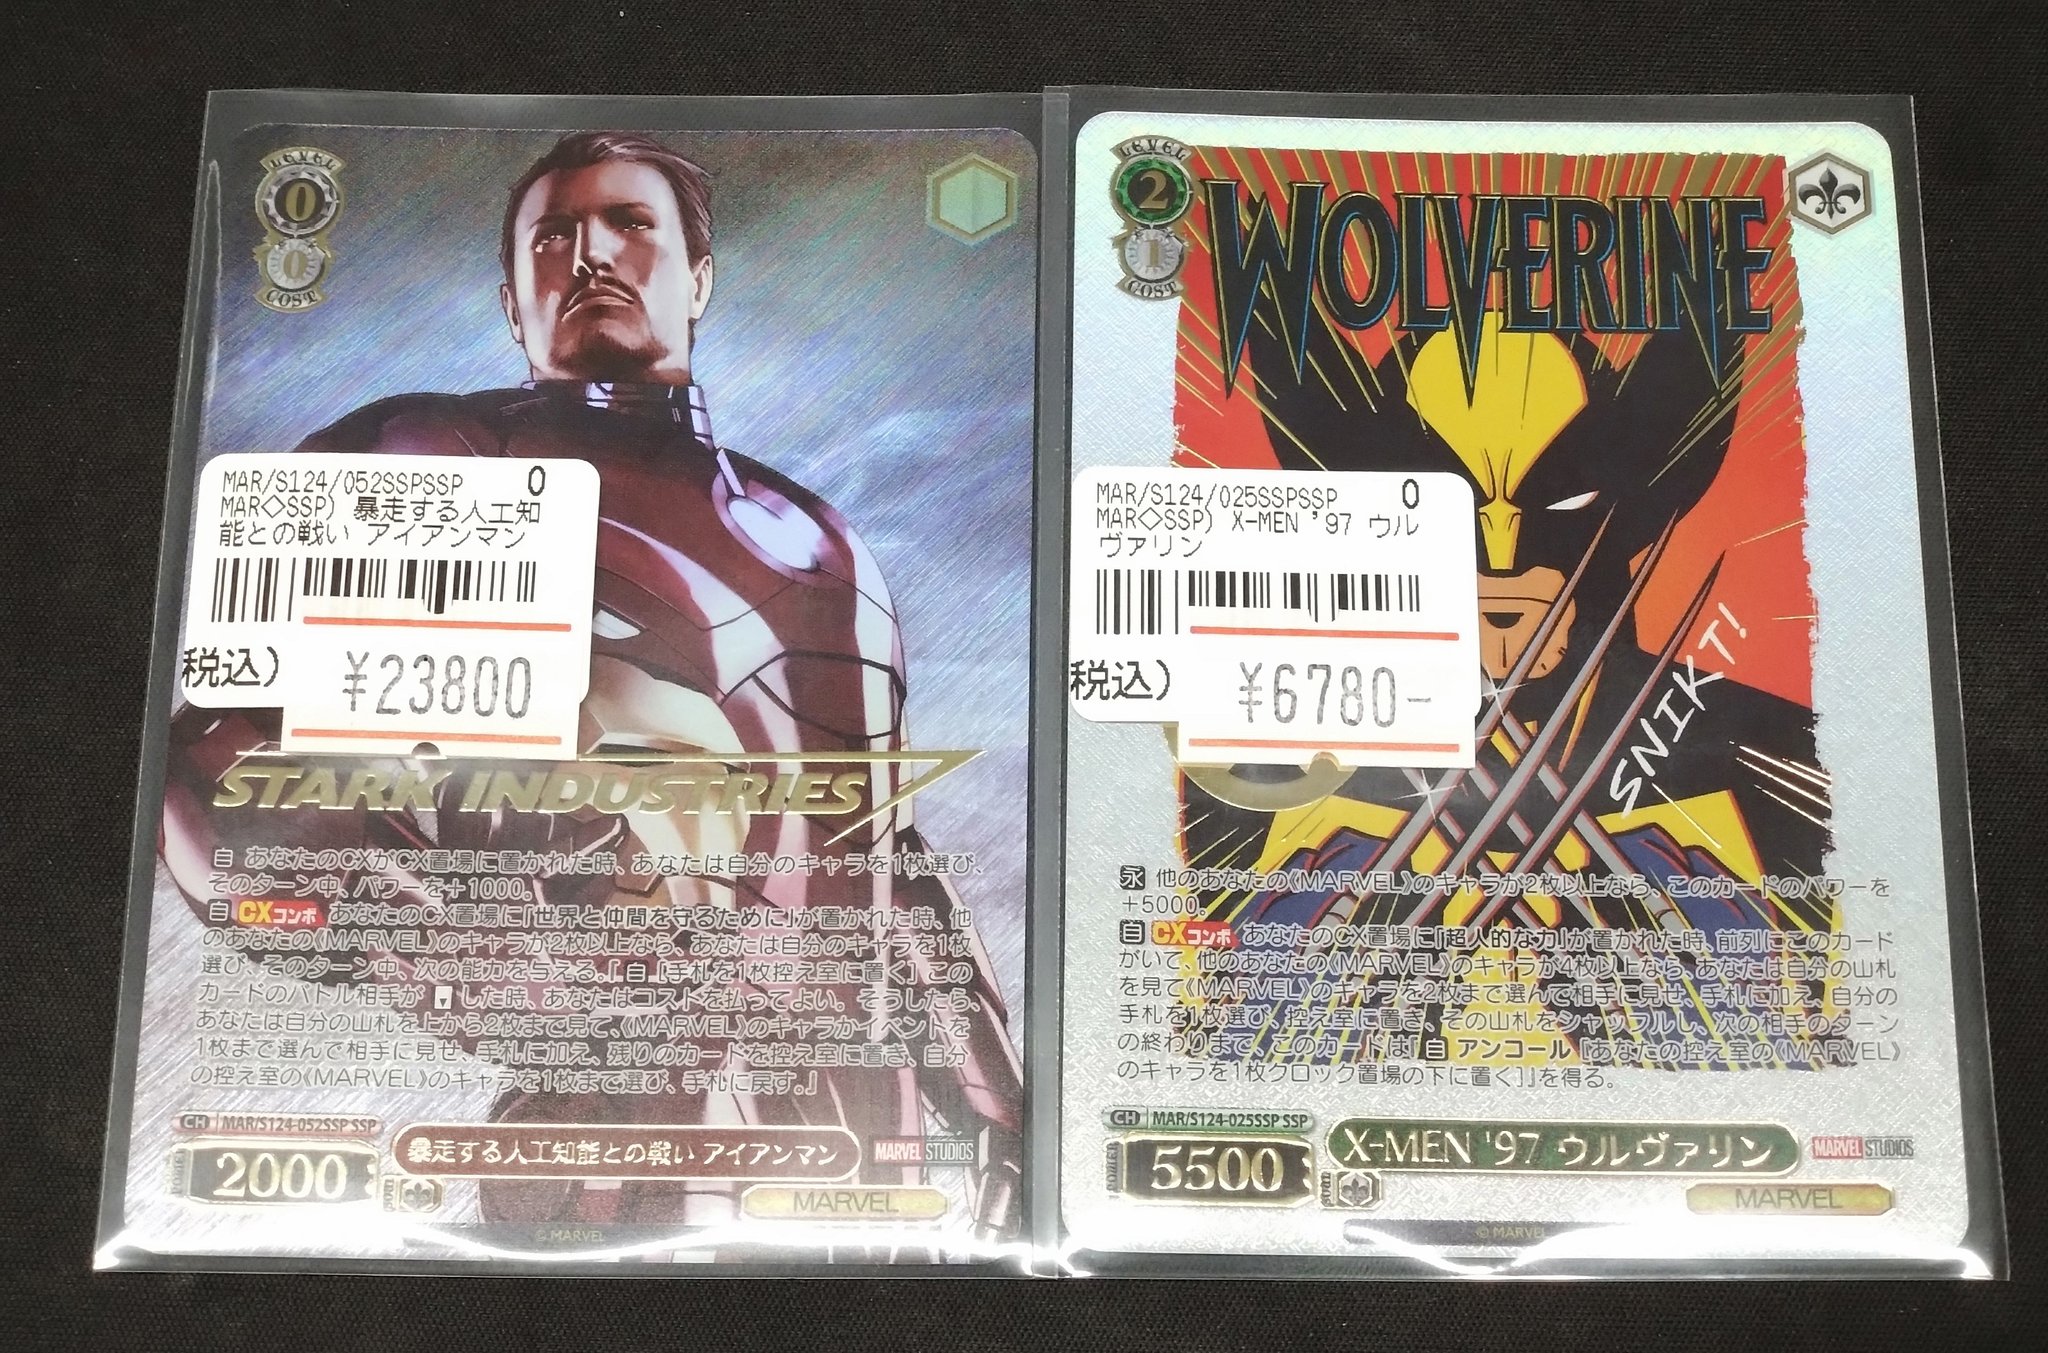 LEVEL
0
0
COST
MAR/S124/052SSPSSP 0
MAR◇SSP) 暴走する人工知
能との戦い アイアンマン
税込)
¥23800
STARK INDUSTRIES
自 あなたのCXがCX置場に置かれた時、あなたは自分のキャラを1枚選び、
そのターン中、パワーを+1000。
自 CXコンボ あなたのCX置場に「世界と仲間を守るために」が置かれた時、他
のあなたの《MARVEL》のキャラが2枚以上なら、あなたは自分のキャラを1枚
選び、そのターン中、次の能力を与える。『自 [手札を1枚控え室に置く] この
カードのバトル相手が した時、あなたはコストを払ってよい。そうしたら、
あなたは自分の山札を上から2枚まで見て、《MARVEL》のキャラかイベントを
1枚まで選んで相手に見せ、手札に加え、残りのカードを控え室に置き、自分
の控え室の《MARVEL》のキャラを1枚まで選び、手札に戻す。』
CH MAR/S124-052SSP SSP
2000
暴走する人工知能との戦い アイアンマン
MARVEL STUDIOS
MARVEL
© MARVEL
LEVEL
2
1
COST
WOLVERINE
MAR/S124/025SSPSSP 0
MAR◇SSP) X-MEN '97 ウル
ヴァリン
税込)
¥6780-
SNIKT!
永 他のあなたの《MARVEL》のキャラが2枚以上なら、このカードのパワーを
+5000。
自 CXコンボ あなたのCX置場に「超人的な力」が置かれた時、前列にこのカード
がいて、他のあなたの《MARVEL》のキャラが4枚以上なら、あなたは自分の山札
を見て《MARVEL》のキャラを2枚まで選んで相手に見せ、手札に加え、自分の
手札を1枚選び、控え室に置き、その山札をシャッフルし、次の相手のターン
の終わりまで、このカードは『自 アンコール [あなたの控え室の《MARVEL》
のキャラを1枚クロック置場の下に置く]』を得る。
CH MAR/S124-025SSP SSP
5500
X-MEN '97 ウルヴァリン
MARVEL STUDIOS
MARVEL
© MARVEL